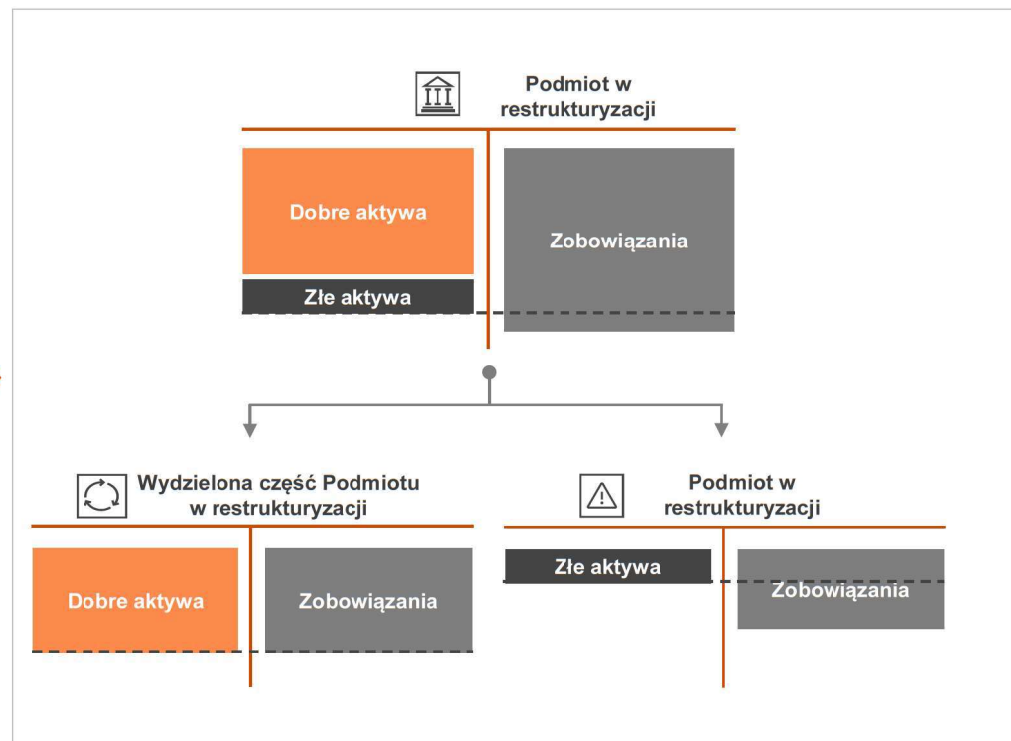 Podmiot w
restrukturyzacji
Dobre aktywa
Zobowiązania
Złe aktywa
Wydzielona część Podmiotu
w restrukturyzacji
Podmiot w
restrukturyzacji
Dobre aktywa
Zobowiązania
Złe aktywa
Zobowiązania